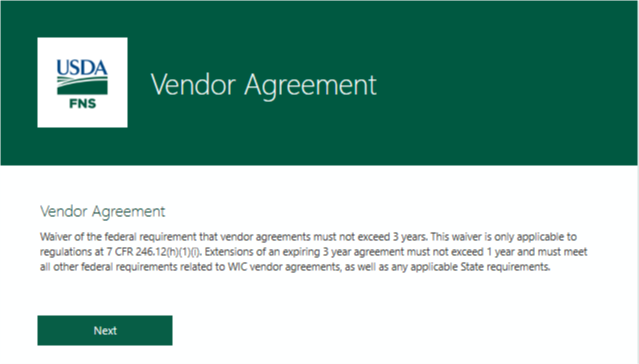 USDA
FNS
Vendor Agreement
Vendor Agreement
Waiver of the federal requirement that vendor agreements must not exceed 3 years. This waiver is only applicable to
regulations at 7 CFR 246.12(h)(1)(i). Extensions of an expiring 3 year agreement must not exceed 1 year and must meet
all other federal requirements related to WIC vendor agreements, as well as any applicable State requirements.
Next